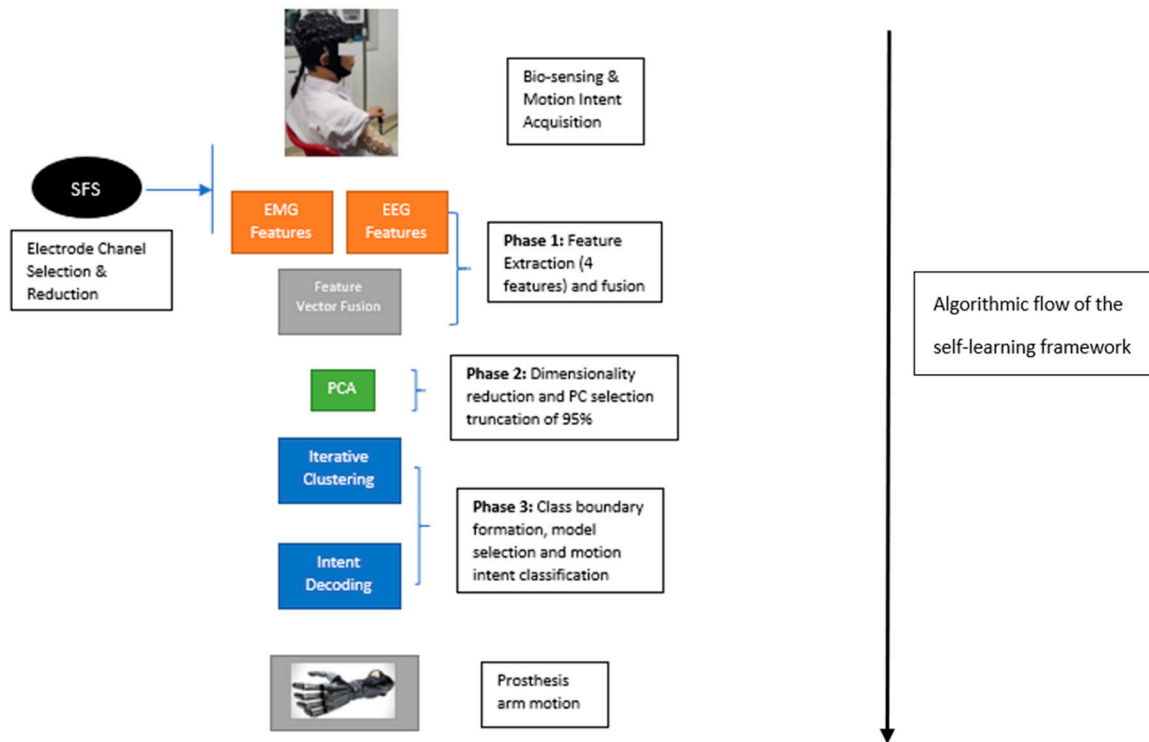 Bio-sensing &
Motion Intent
Acquisition
SFS
Electrode Chanel
Selection &
Reduction
EMG
Features
EEG
Features
Feature
Vector Fusion
Phase 1: Feature
Extraction (4
features) and fusion
PCA
Phase 2: Dimensionality
reduction and PC selection
truncation of 95%
Iterative
Clustering
Intent
Decoding
Phase 3: Class boundary
formation, model
selection and motion
intent classification
Prosthesis
arm motion
Algorithmic flow of the
self-learning framework